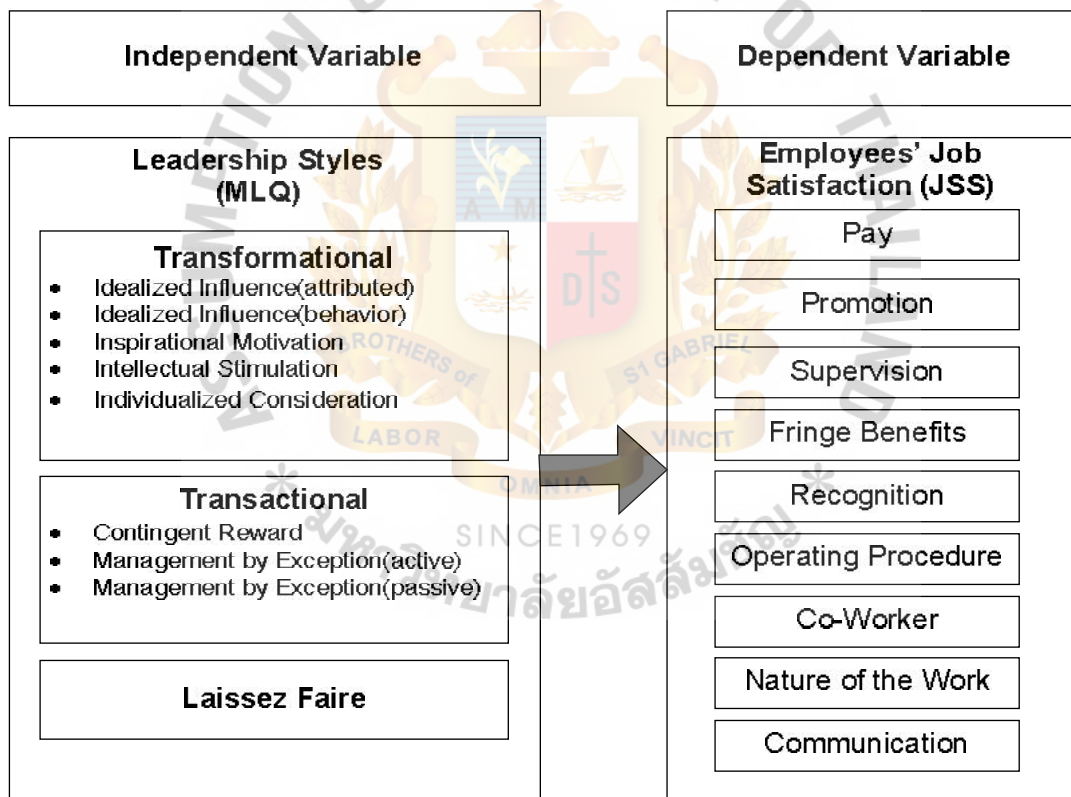 Independent Variable
Dependent Variable
Leadership Styles
(MLQ)
Transformational
• Idealized Influence(attributed)
• Idealized Influence(behavior)
• Inspirational Motivation
• Intellectual Stimulation
• Individualized Consideration
Transactional
• Contingent Reward
• Management by Exception(active)
• Management by Exception(passive)
Laissez Faire
Employees' Job
Satisfaction (JSS)
Pay
Promotion
Supervision
Fringe Benefits
Recognition
Operating Procedure
Co-Worker
Nature of the Work
Communication
A M
D S
BROTHERS of
S1 GABRIEL
LABOR
OMNIA
VINCIT
SINCE1969
ASSUMPTION
OF THAILAND